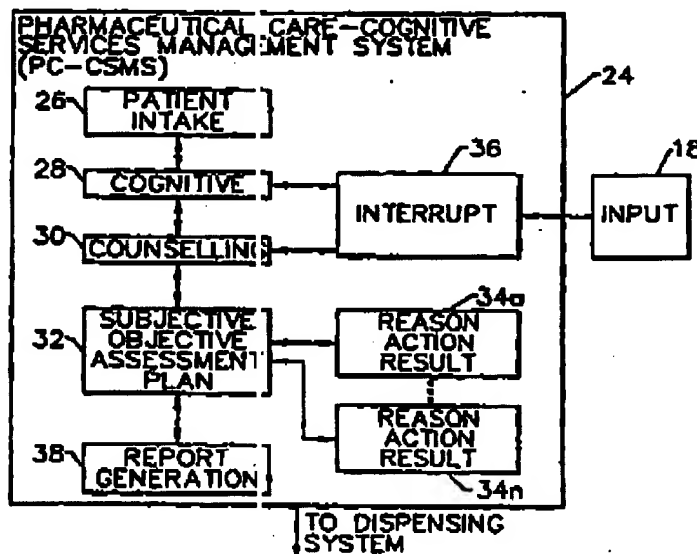 PHARMACEUTICAL CARE-COGNITIVE
SERVICES MANAGEMENT SYSTEM
(PC-CSMS)
24
26
PATIENT
INTAKE
36
18
28
COGNITIVE
INTERRUPT
INPUT
30
COUNSELLING
34a
32
SUBJECTIVE
OBJECTIVE
ASSESSMENT
PLAN
REASON
ACTION
RESULT
REASON
ACTION
RESULT
38
REPORT
GENERATION
34n
TO DISPENSING
SYSTEM